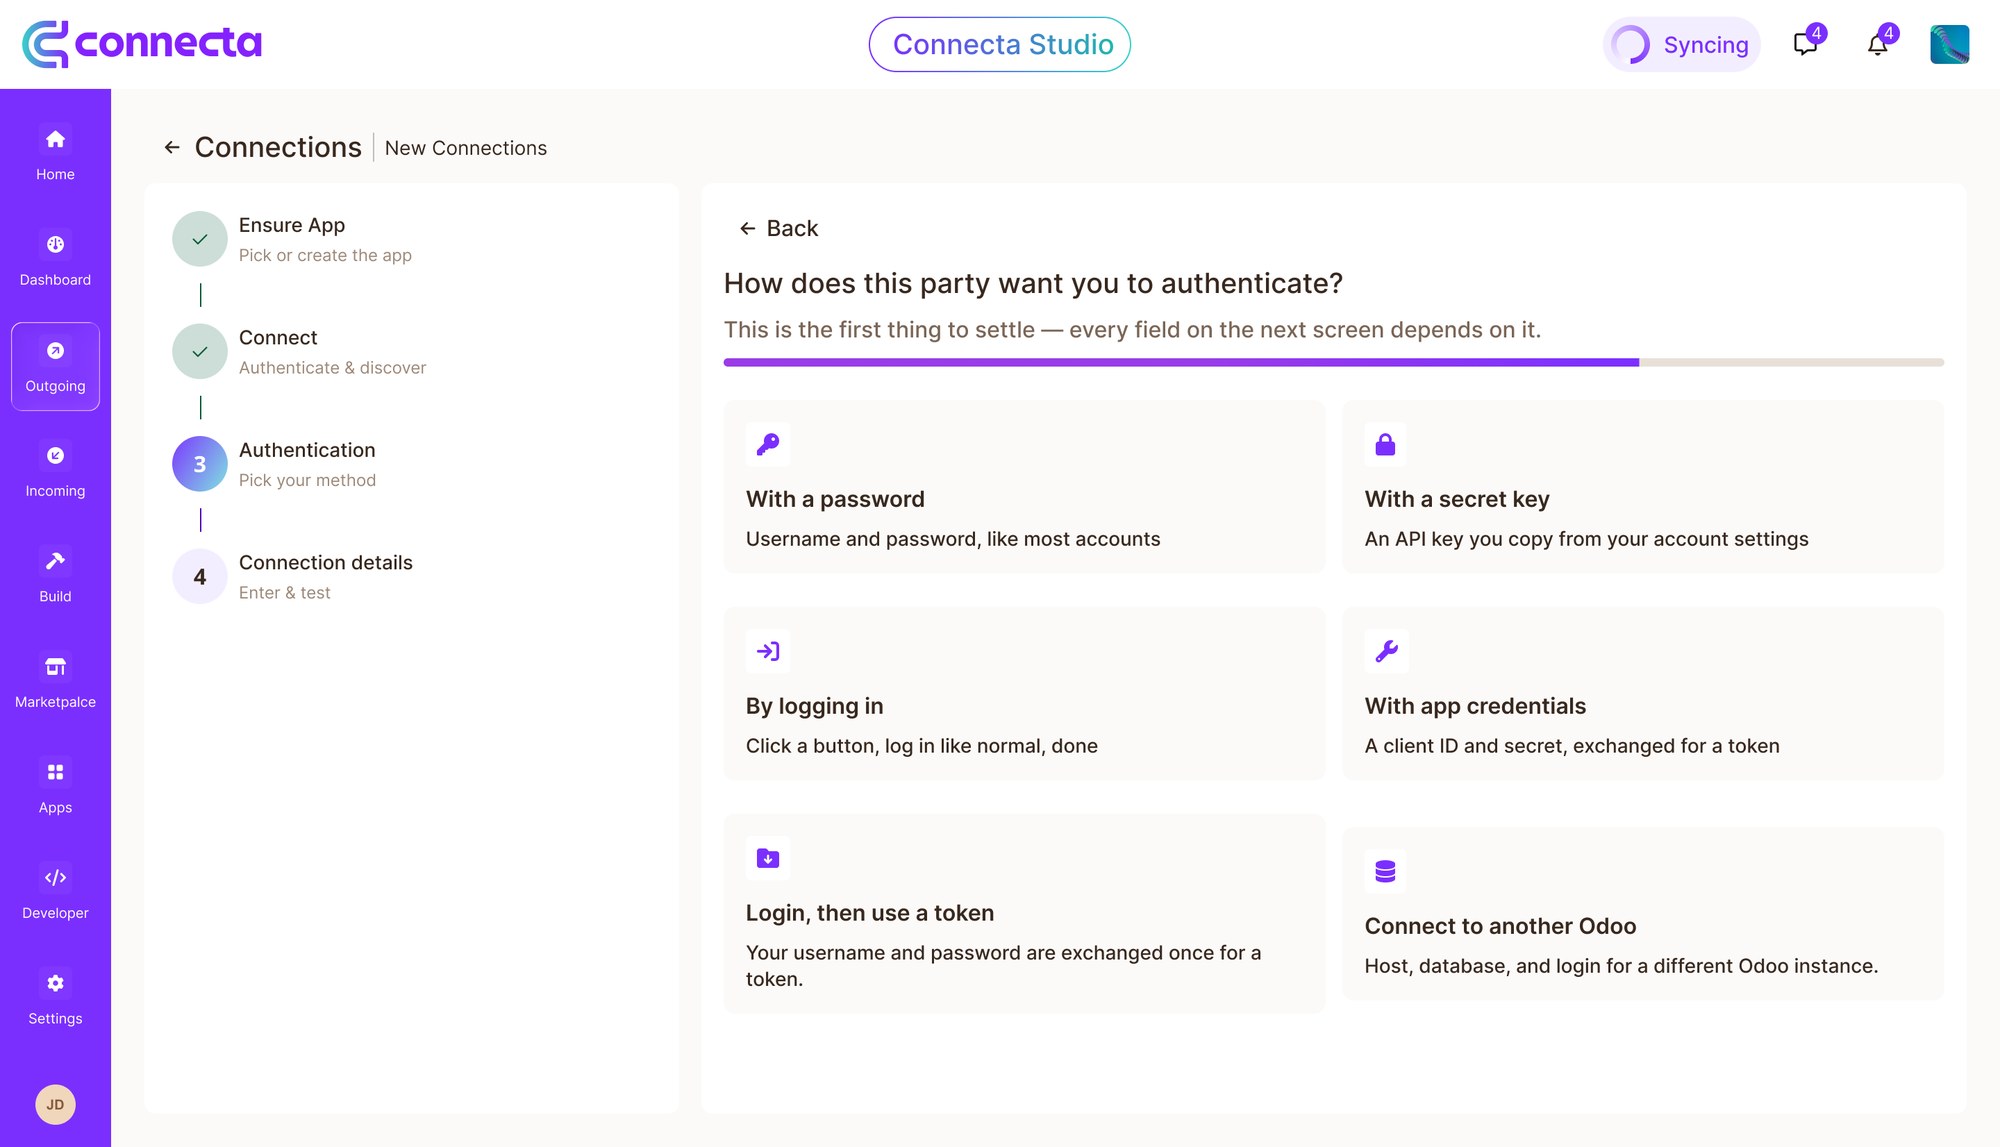 connecta
Connecta Studio
Syncing
4
4
Home
Dashboard
Outgoing
Incoming
Build
Marketpalce
Apps
Developer
Settings
JD
Connections
New Connections
Ensure App
Pick or create the app
Connect
Authenticate & discover
3
Authentication
Pick your method
4
Connection details
Enter & test
Back
How does this party want you to authenticate?
This is the first thing to settle — every field on the next screen depends on it.
With a password
Username and password, like most accounts
With a secret key
An API key you copy from your account settings
By logging in
Click a button, log in like normal, done
With app credentials
A client ID and secret, exchanged for a token
Login, then use a token
Your username and password are exchanged once for a
token.
Connect to another Odoo
Host, database, and login for a different Odoo instance.